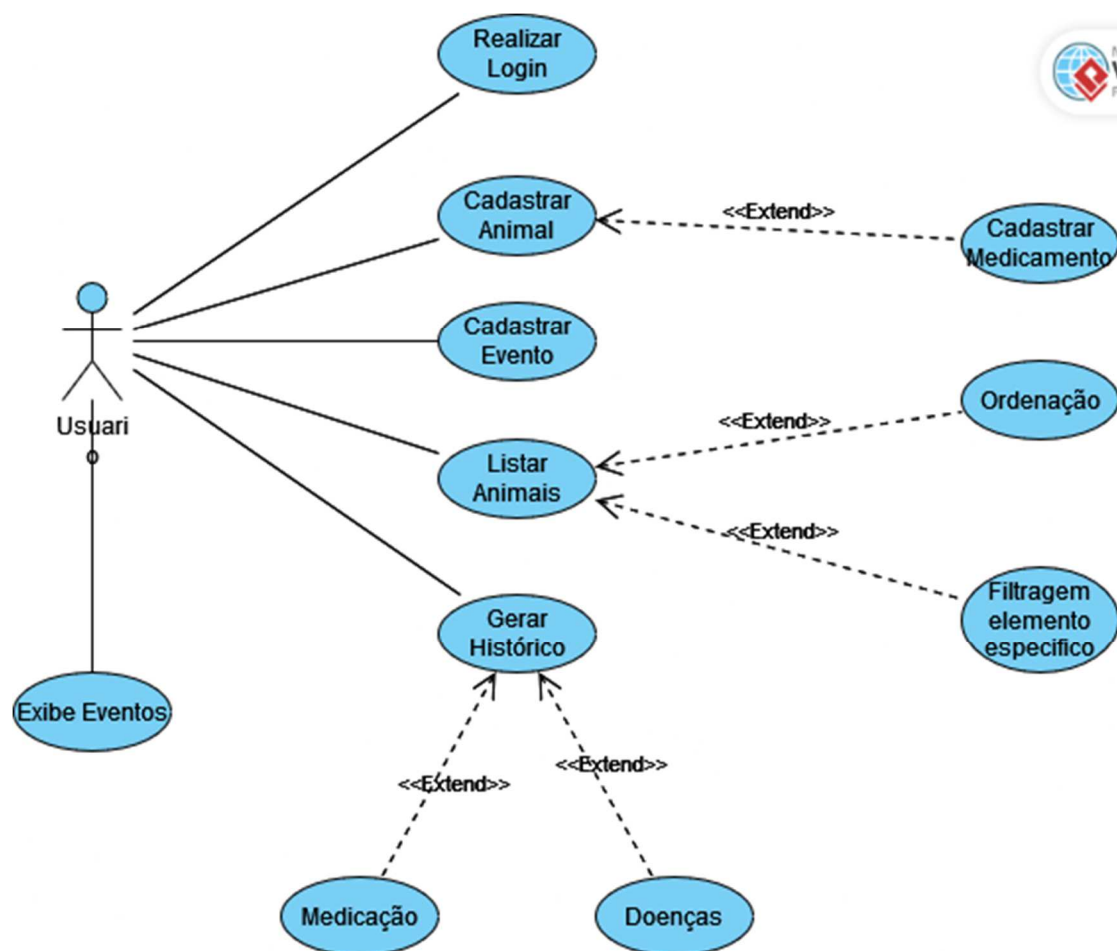 Realizar
Login
Cadastrar
Animal
<<Extend>>
Cadastrar
Medicamento
Cadastrar
Evento
Usuari
o
Ordenação
<<Extend>>
Listar
Animais
<<Extend>>
Filtragem
elemento
especifico
Gerar
Histórico
Exibe Eventos
<<Extend>>
<<Extend>>
Medicação
Doenças